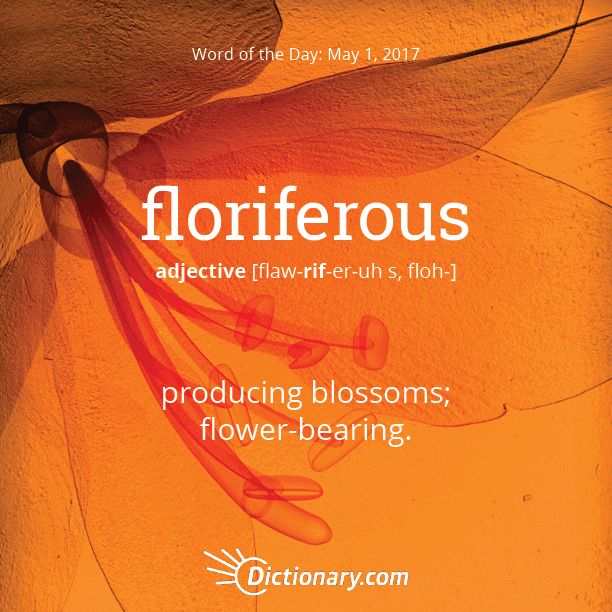 Word of the Day: May 1, 2017
floriferous
adjective [flaw-rif-er-uh s, floh-]
producing blossoms;
flower-bearing.
Dictionary.com